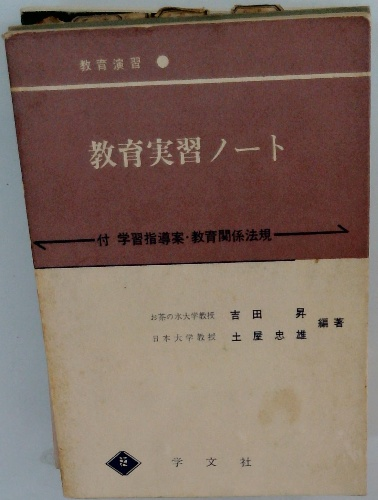 教育演習 ●
教育実習ノート
付 学習指導案・教育関係法規
お茶の水大学教授 吉田 昇
日本大学教授 土屋忠雄
編著
学文社